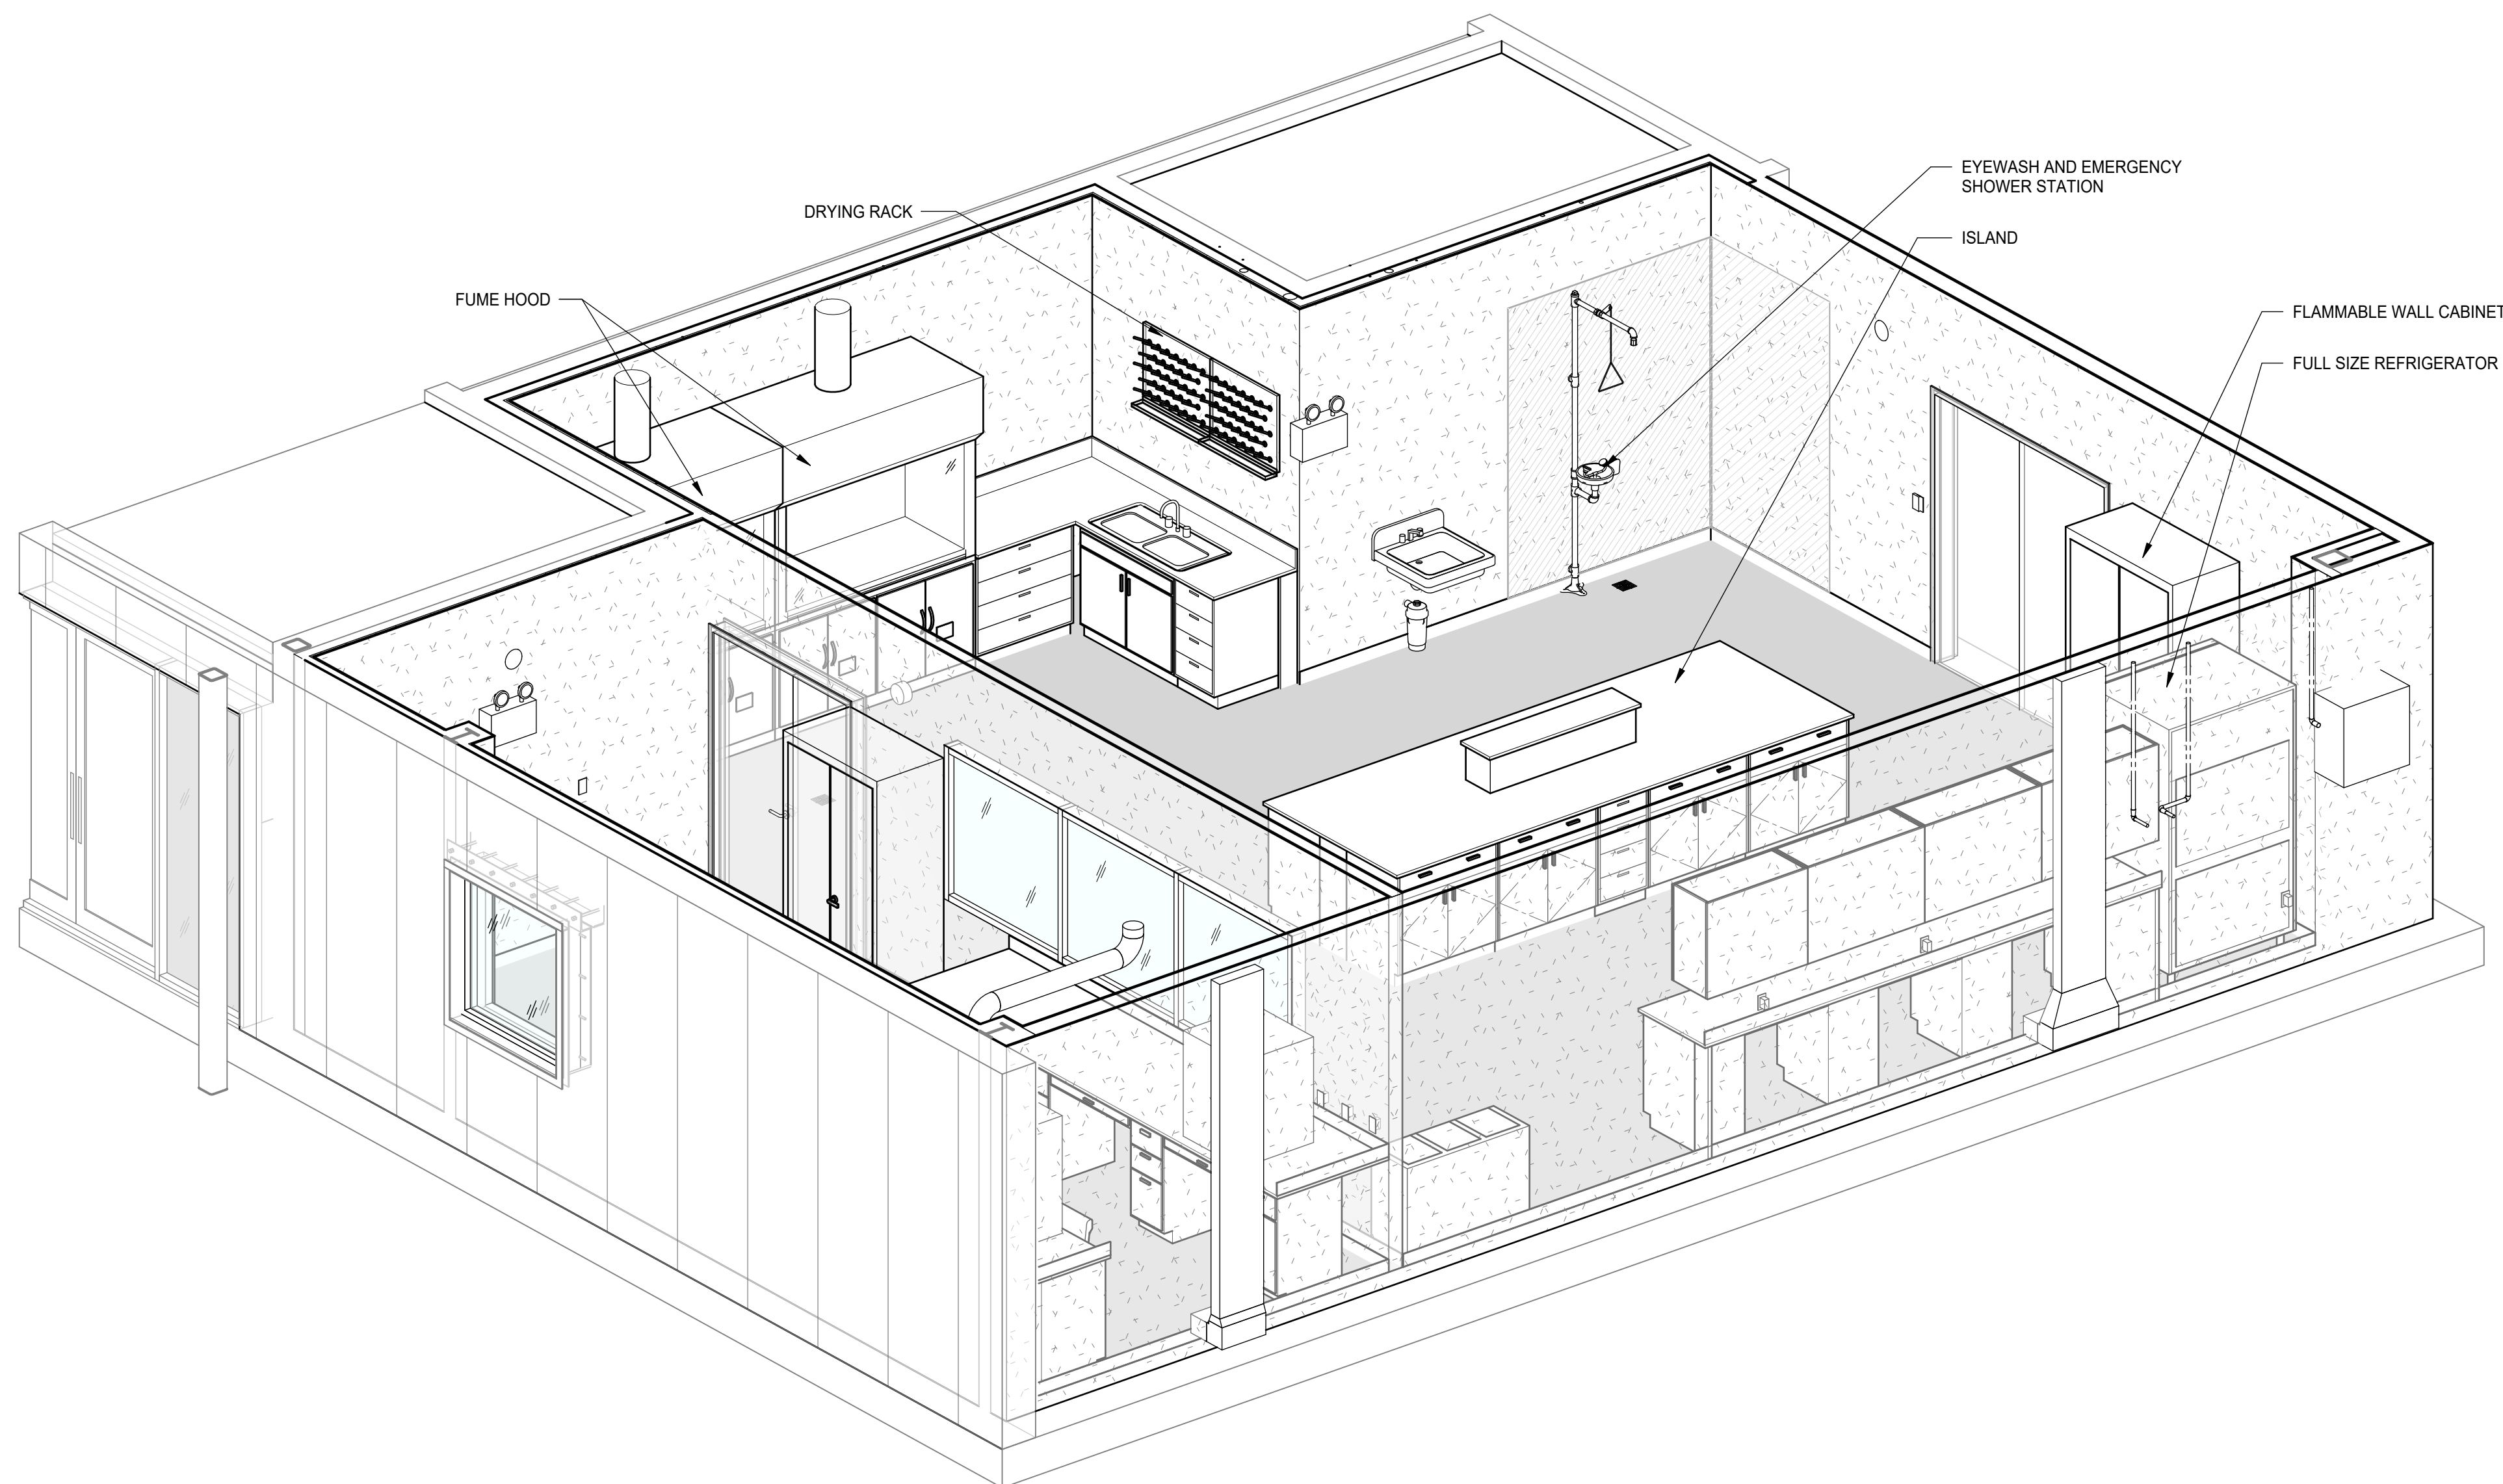 EYEWASH AND EMERGENCY
SHOWER STATION
DRYING RACK
ISLAND
FUME HOOD
FLAMMABLE WALL CABINET
FULL SIZE REFRIGERATOR